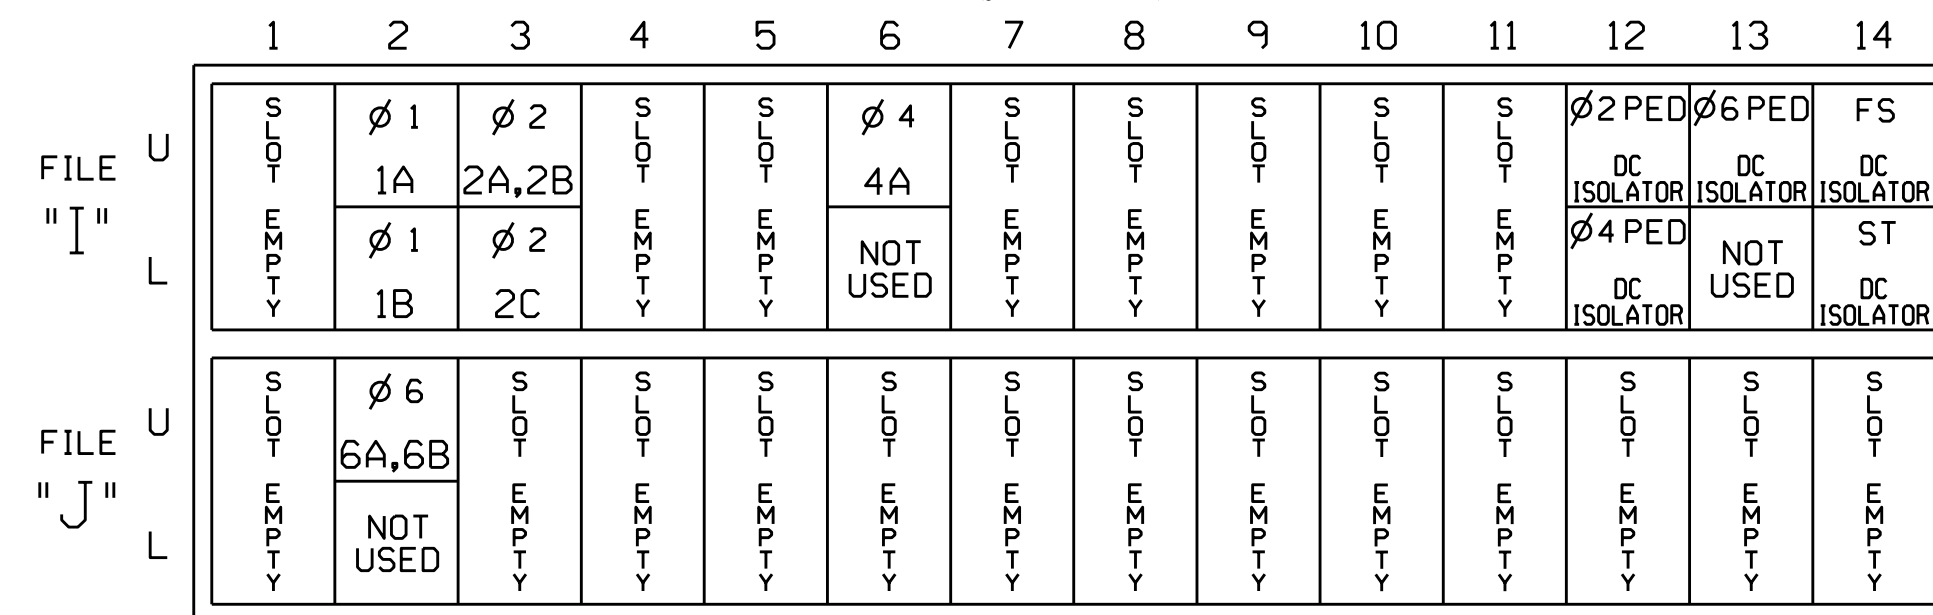 1 2 3 4 5 6 7 8 9 10 11 12 13 14
FILE "I"
U
SLOT EMPTY
Ø 1
1A
Ø 2
2A,2B
SLOT EMPTY
SLOT EMPTY
Ø 4
4A
SLOT EMPTY
SLOT EMPTY
SLOT EMPTY
SLOT EMPTY
SLOT EMPTY
Ø2 PED
DC
ISOLATOR
Ø6 PED
DC
ISOLATOR
FS
DC
ISOLATOR
L
Ø 1
1B
Ø 2
2C
NOT
USED
Ø4 PED
DC
ISOLATOR
NOT
USED
ST
DC
ISOLATOR
FILE "J"
U
SLOT EMPTY
Ø 6
6A,6B
SLOT EMPTY
SLOT EMPTY
SLOT EMPTY
SLOT EMPTY
SLOT EMPTY
SLOT EMPTY
SLOT EMPTY
SLOT EMPTY
SLOT EMPTY
SLOT EMPTY
SLOT EMPTY
SLOT EMPTY
L
NOT
USED